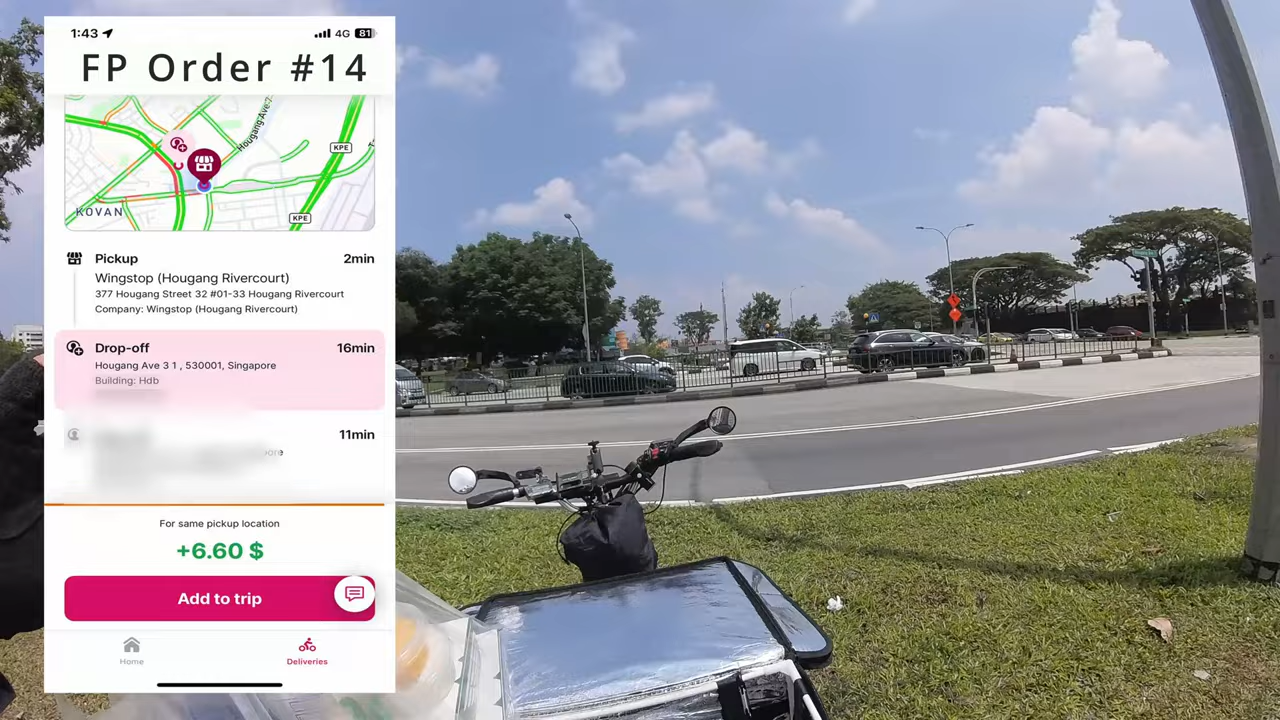 1:43
4G 81
FP Order #14
Hougang Ave 7
KPE
KPE
KOVAN
Pickup 2min
Wingstop (Hougang Rivercourt)
377 Hougang Street 32 #01-33 Hougang Rivercourt
Company: Wingstop (Hougang Rivercourt)
Drop-off 16min
Hougang Ave 3 1 , 530001, Singapore
Building: Hdb
11min
For same pickup location
+6.60 $
Add to trip
Home
Deliveries